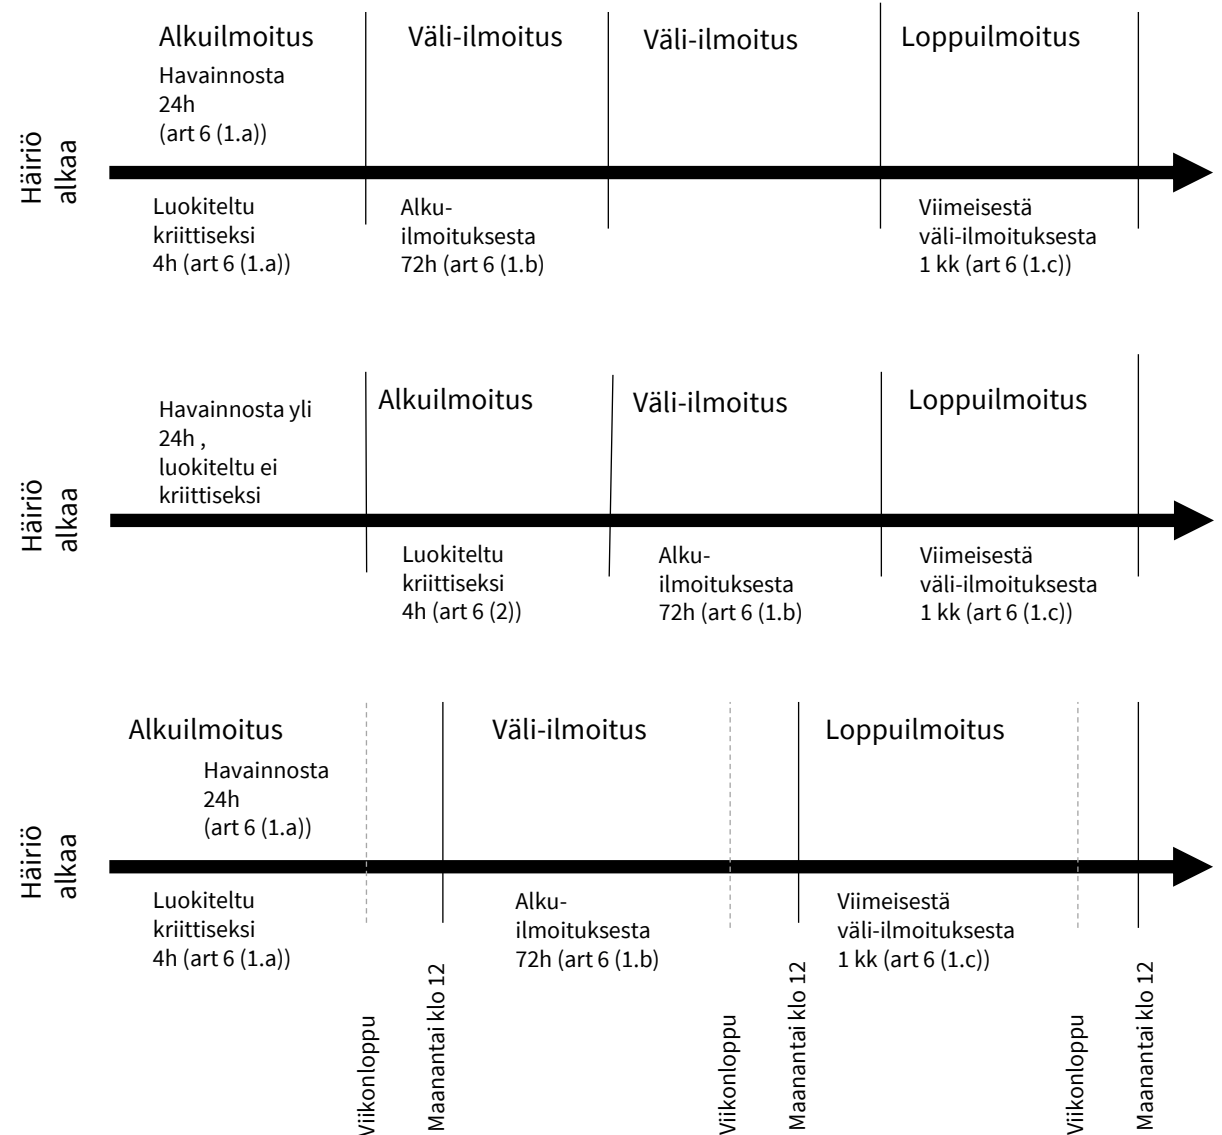 Alkuilmoitus
Väli-ilmoitus
Väli-ilmoitus
Loppuilmoitus
Havainnosta
24h
(art 6 (1.a))
Häiriö
alkaa
Luokiteltu
kriittiseksi
4h (art 6 (1.a))
Alku-
ilmoituksesta
72h (art 6 (1.b)
Viimeisestä
väli-ilmoituksesta
1 kk (art 6 (1.c))
Havainnosta yli
24h ,
luokiteltu ei
kriittiseksi
Alkuilmoitus
Väli-ilmoitus
Loppuilmoitus
Häiriö
alkaa
Luokiteltu
kriittiseksi
4h (art 6 (2))
Alku-
ilmoituksesta
72h (art 6 (1.b)
Viimeisestä
väli-ilmoituksesta
1 kk (art 6 (1.c))
Alkuilmoitus
Väli-ilmoitus
Loppuilmoitus
Havainnosta
24h
(art 6 (1.a))
Häiriö
alkaa
Luokiteltu
kriittiseksi
4h (art 6 (1.a))
Alku-
ilmoituksesta
72h (art 6 (1.b)
Viimeisestä
väli-ilmoituksesta
1 kk (art 6 (1.c))
Viikonloppu
Maanantai klo 12
Viikonloppu
Maanantai klo 12
Viikonloppu
Maanantai klo 12